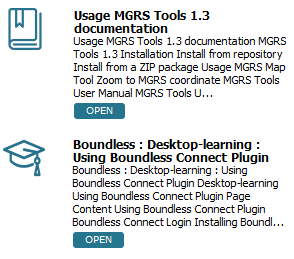 Usage MGRS Tools 1.3
documentation
Usage MGRS Tools 1.3 documentation MGRS
Tools 1.3 Installation Install from repository
Install from a ZIP package Usage MGRS Map
Tool Zoom to MGRS coordinate MGRS Tools
User Manual MGRS Tools U...
OPEN
Boundless : Desktop-learning :
Using Boundless Connect Plugin
Boundless : Desktop-learning : Using
Boundless Connect Plugin Desktop-learning
Using Boundless Connect Plugin Page
Content Using Boundless Connect Plugin
Boundless Connect Login Installing Boundl...
OPEN